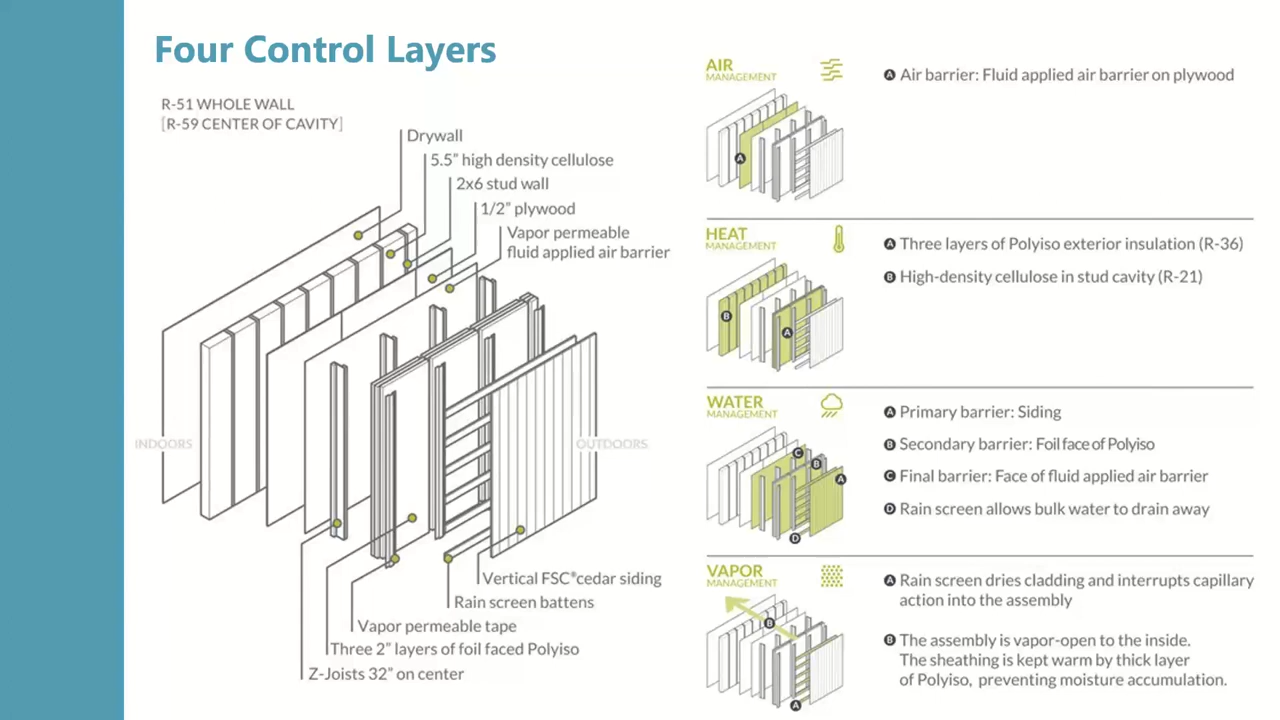 Four Control Layers
R-51 WHOLE WALL
[R-59 CENTER OF CAVITY]
Drywall
5.5” high density cellulose
2x6 stud wall
1/2” plywood
Vapor permeable
fluid applied air barrier
INDOORS
OUTDOORS
Vertical FSC® cedar siding
Rain screen battens
Vapor permeable tape
Three 2” layers of foil faced Polyiso
Z-Joists 32” on center
AIR
MANAGEMENT
A
A Air barrier: Fluid applied air barrier on plywood
HEAT
MANAGEMENT
B
A
A Three layers of Polyiso exterior insulation (R-36)
B High-density cellulose in stud cavity (R-21)
WATER
MANAGEMENT
C
B
A
D
A Primary barrier: Siding
B Secondary barrier: Foil face of Polyiso
C Final barrier: Face of fluid applied air barrier
D Rain screen allows bulk water to drain away
VAPOR
MANAGEMENT
B
A
A Rain screen dries cladding and interrupts capillary
action into the assembly
B The assembly is vapor-open to the inside.
The sheathing is kept warm by thick layer
of Polyiso, preventing moisture accumulation.